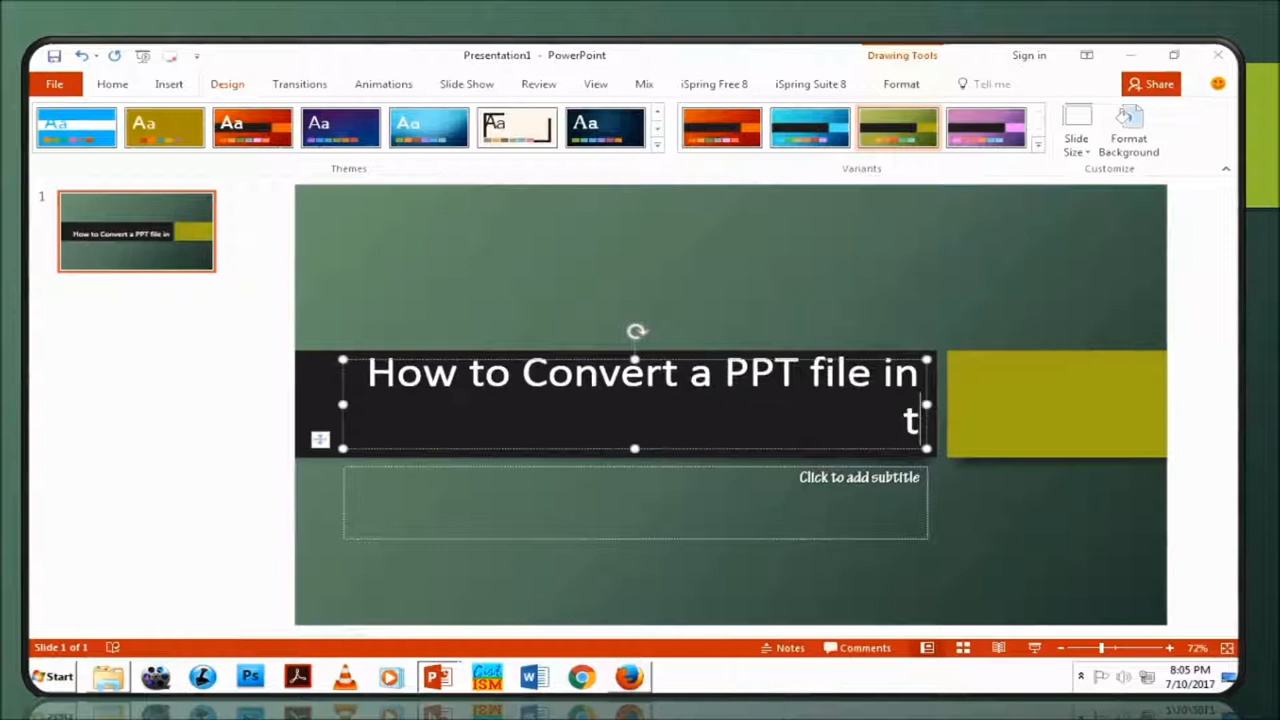 Presentation1 - PowerPoint
Drawing Tools
Sign in
File
Home
Insert
Design
Transitions
Animations
Slide Show
Review
View
Mix
iSpring Free 8
iSpring Suite 8
Format
Tell me
Share
Aa
Aa
Aa
Aa
Aa
Aa
Aa
Slide
Size
Format
Background
Themes
Variants
Customize
1
How to Convert a PPT file in
How to Convert a PPT file in
t
Click to add subtitle
Slide 1 of 1
Notes
Comments
72%
Start
Ps
W
8:05 PM
7/10/2017